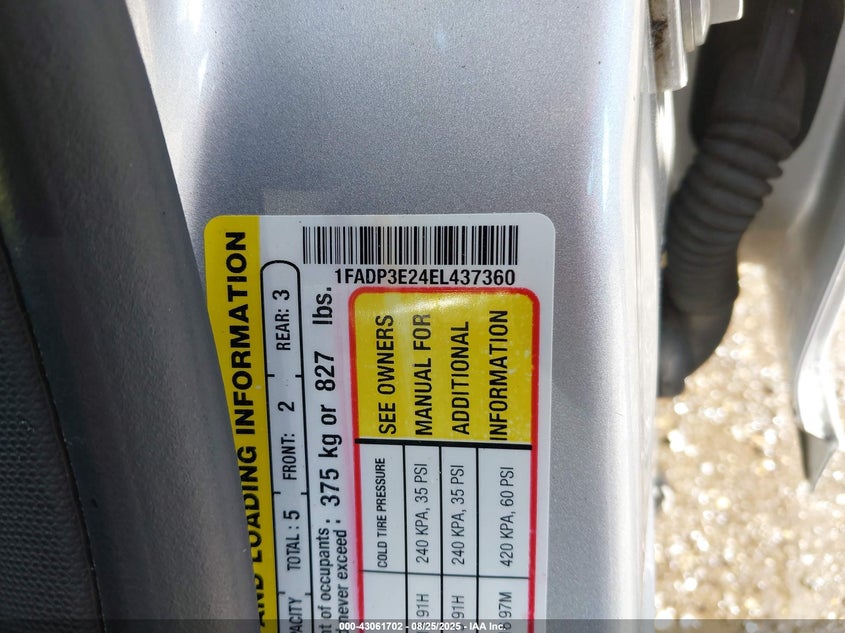 1FADP3E24EL437360
AND LOADING INFORMATION
TOTAL : 5 FRONT: 2 REAR: 3
of occupants
never exceed : 375 kg or 827 lbs.
SEE OWNERS
MANUAL FOR
ADDITIONAL
INFORMATION
COLD TIRE PRESSURE
91H 240 KPA, 35 PSI
91H 240 KPA, 35 PSI
97M 420 KPA, 60 PSI
000-43061702 - 08/25/2025 - IAA Inc.